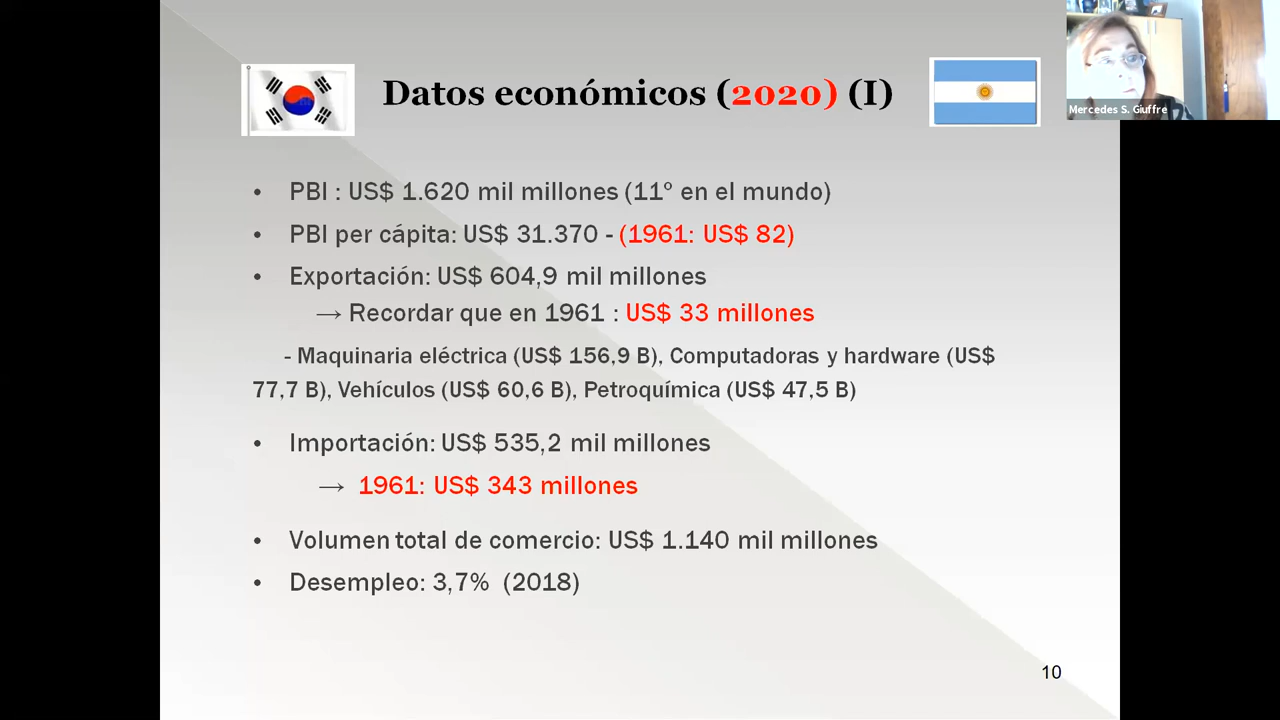 Datos económicos (2020) (I)
Mercedes S. Giuffre
• PBI : US$ 1.620 mil millones (11º en el mundo)
• PBI per cápita: US$ 31.370 - (1961: US$ 82)
• Exportación: US$ 604,9 mil millones
→ Recordar que en 1961 : US$ 33 millones
- Maquinaria eléctrica (US$ 156,9 B), Computadoras y hardware (US$
77,7 B), Vehículos (US$ 60,6 B), Petroquímica (US$ 47,5 B)
• Importación: US$ 535,2 mil millones
→ 1961: US$ 343 millones
• Volumen total de comercio: US$ 1.140 mil millones
• Desempleo: 3,7% (2018)
10